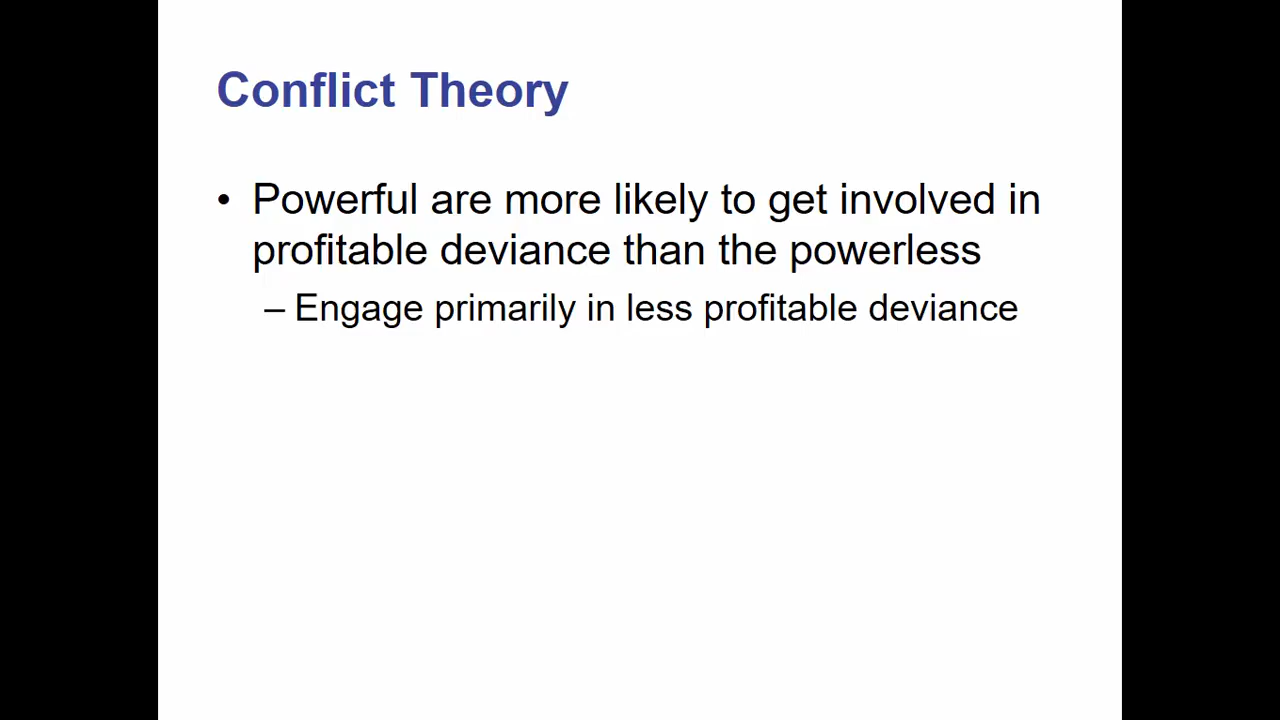 Conflict Theory
• Powerful are more likely to get involved in
profitable deviance than the powerless
– Engage primarily in less profitable deviance